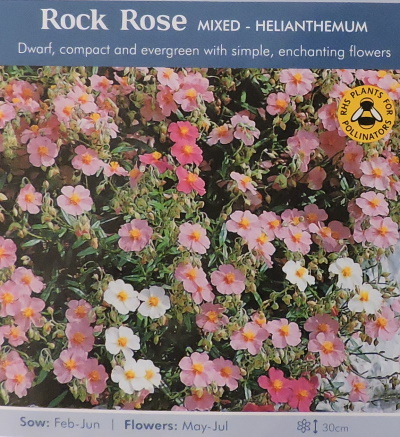 Rock Rose MIXED - HELIANTHEMUM
Dwarf, compact and evergreen with simple, enchanting flowers
RHS PLANTS FOR
POLLINATORS
Sow: Feb-Jun | Flowers: May-Jul
30cm